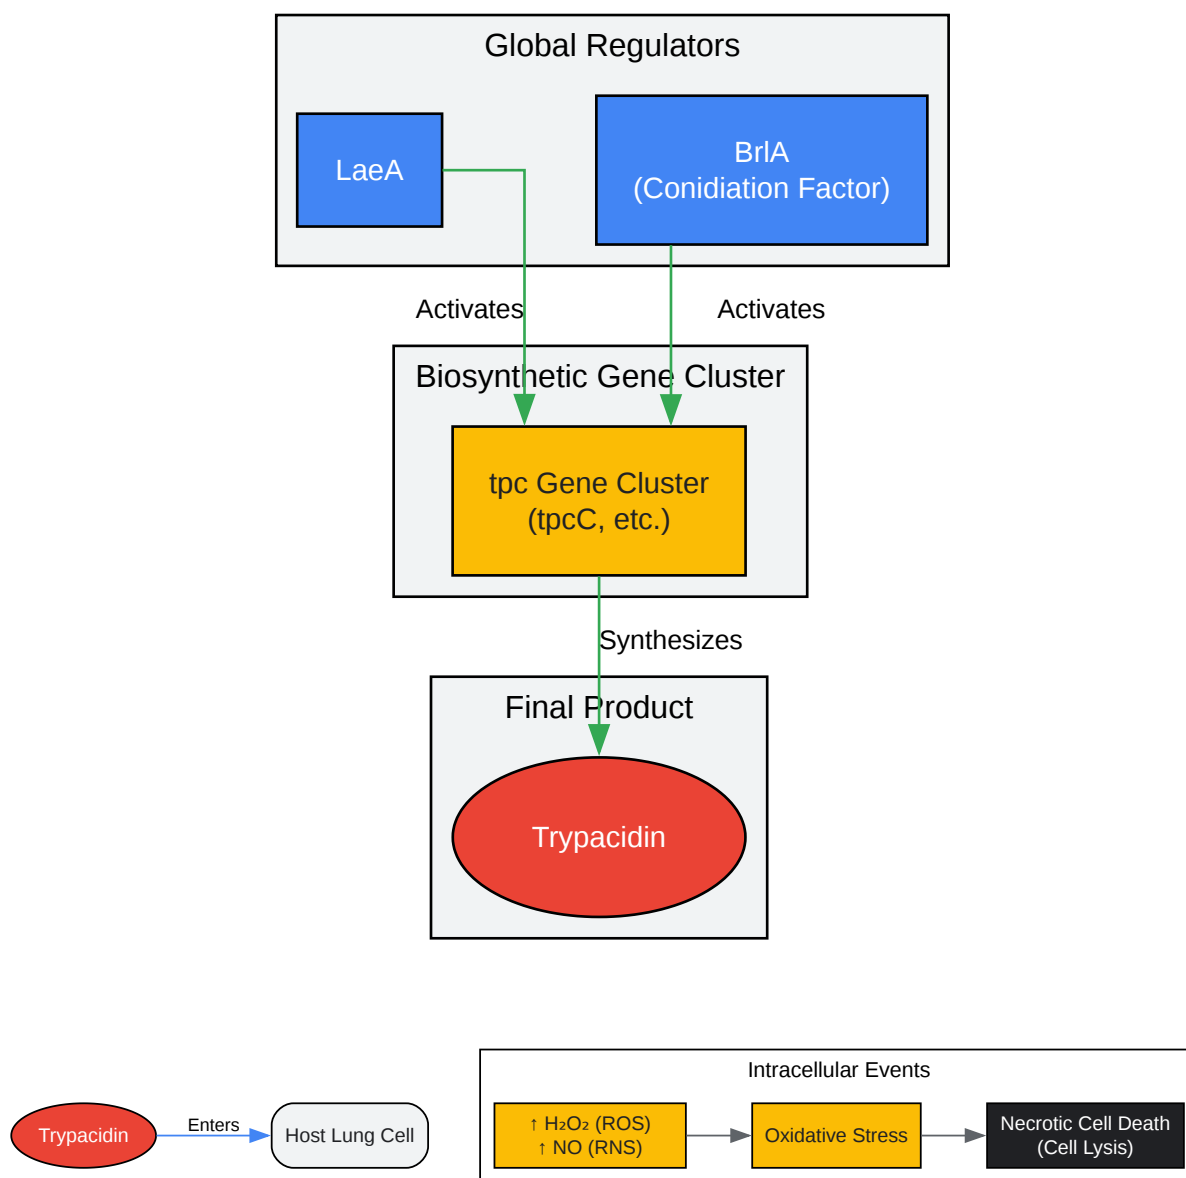 Global Regulators
LaeA
BrlA
(Conidiation Factor)
Activates
Activates
Biosynthetic Gene Cluster
tpc Gene Cluster
(tpcC, etc.)
Synthesizes
Final Product
Trypacidin
Intracellular Events
Trypacidin
Enters
Host Lung Cell
↑ H₂O₂ (ROS)
↑ NO (RNS)
Oxidative Stress
Necrotic Cell Death
(Cell Lysis)